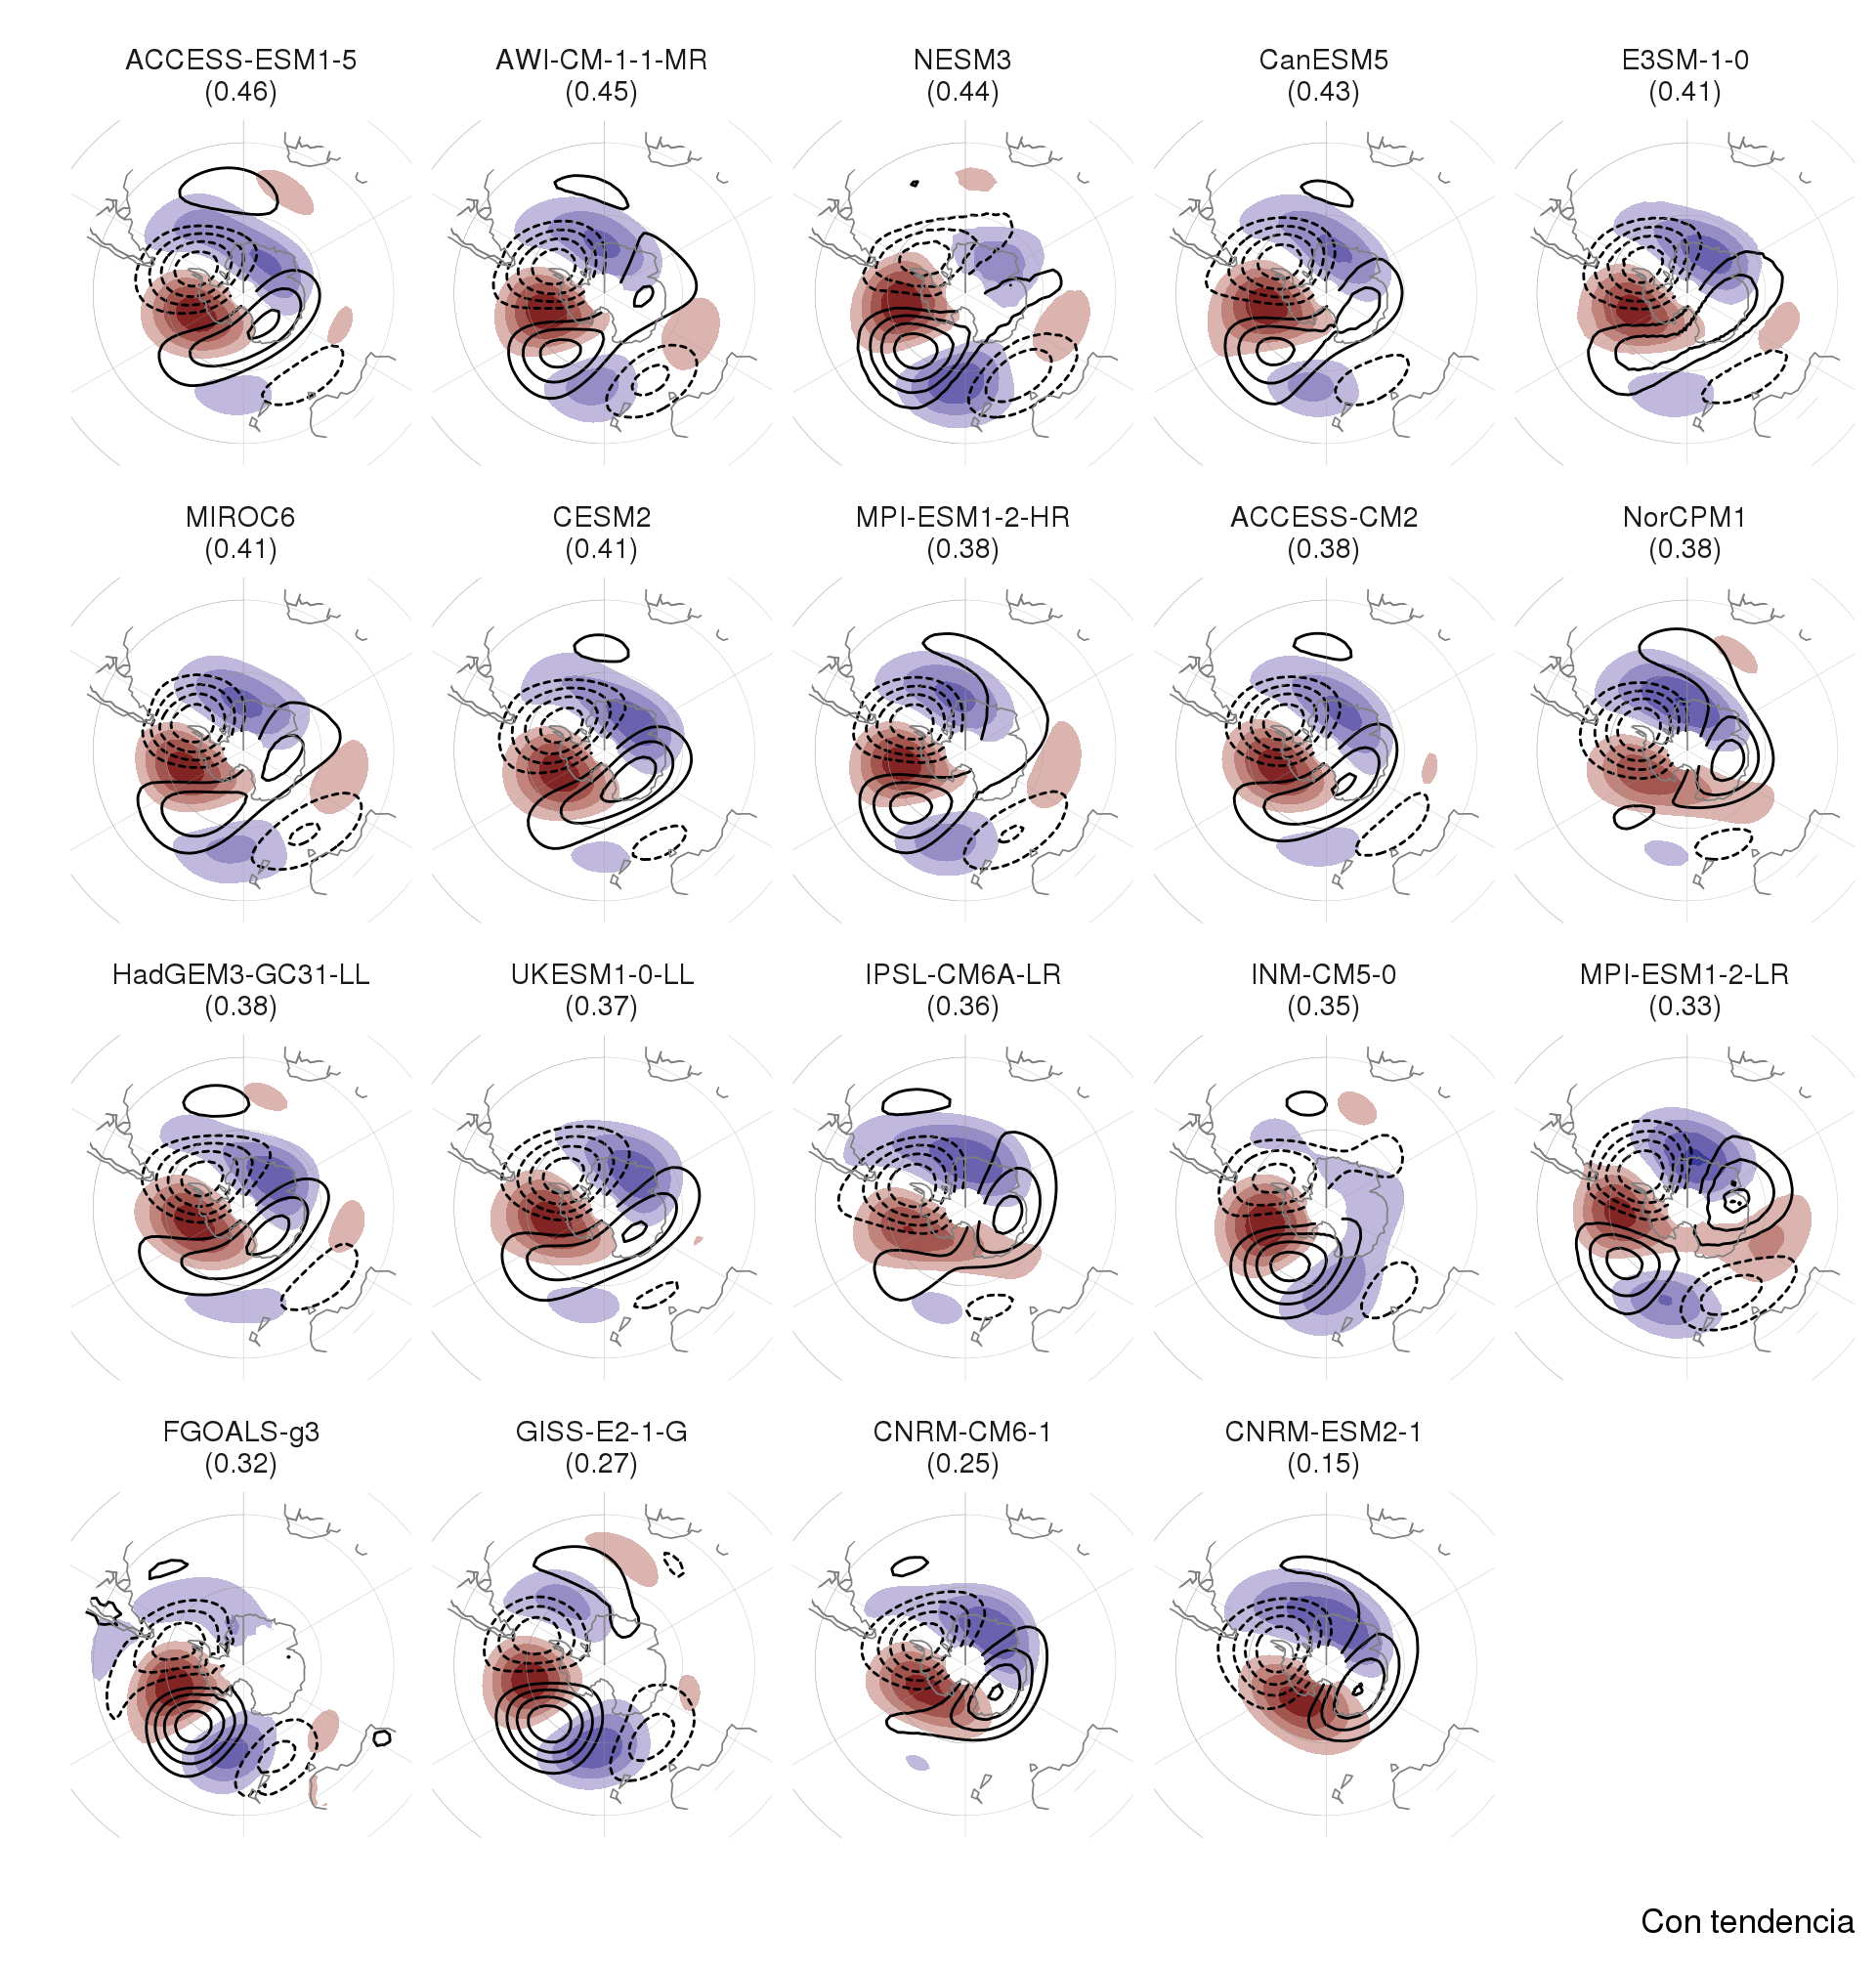 ACCESS-ESM1-5
(0.46)
AWI-CM-1-1-MR
(0.45)
NESM3
(0.44)
CanESM5
(0.43)
E3SM-1-0
(0.41)
MIROC6
(0.41)
CESM2
(0.41)
MPI-ESM1-2-HR
(0.38)
ACCESS-CM2
(0.38)
NorCPM1
(0.38)
HadGEM3-GC31-LL
(0.38)
UKESM1-0-LL
(0.37)
IPSL-CM6A-LR
(0.36)
INM-CM5-0
(0.35)
MPI-ESM1-2-LR
(0.33)
FGOALS-g3
(0.32)
GISS-E2-1-G
(0.27)
CNRM-CM6-1
(0.25)
CNRM-ESM2-1
(0.15)
Con tendencia